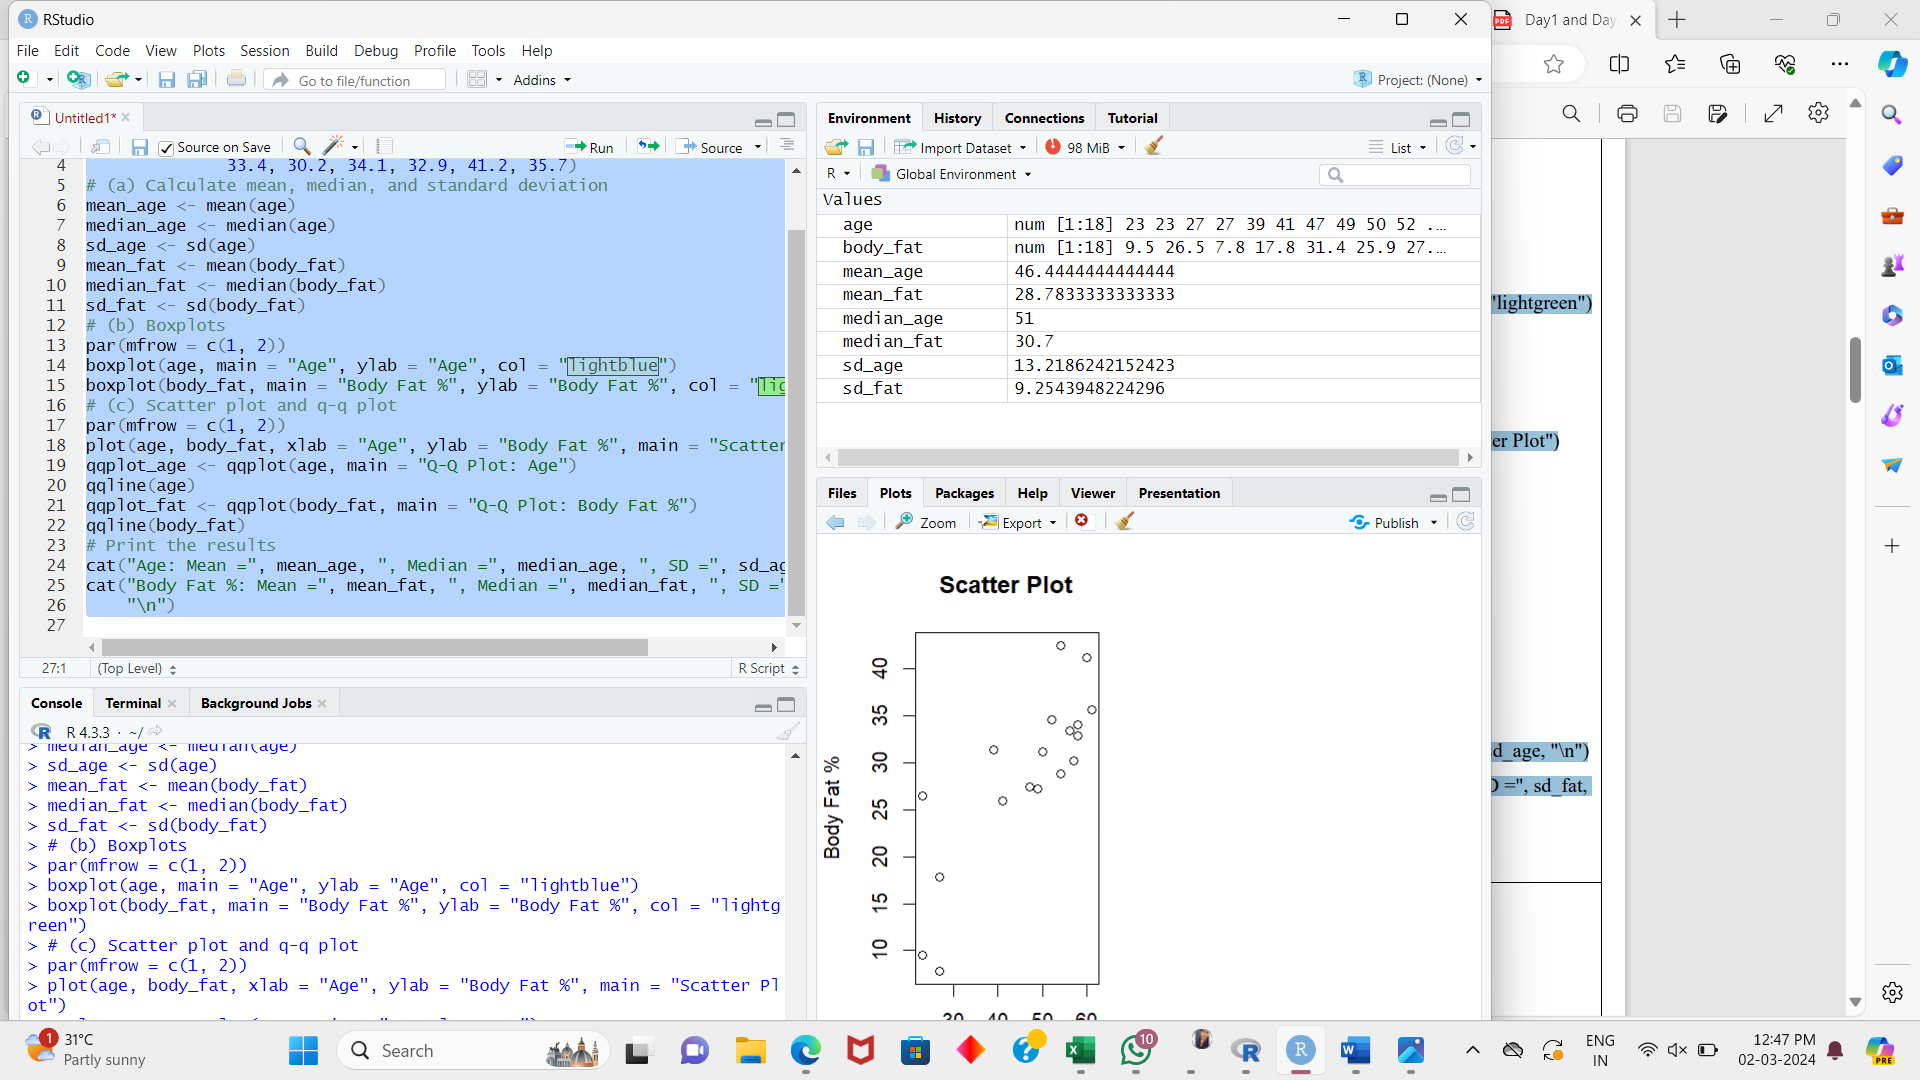 RStudio
File Edit Code View Plots Session Build Debug Profile Tools Help
Go to file/function
Addins
Project: (None)
Untitled1*
Source on Save
Run
Source
4 33.4, 30.2, 34.1, 32.9, 41.2, 35.7)
5 # (a) Calculate mean, median, and standard deviation
6 mean_age <- mean(age)
7 median_age <- median(age)
8 sd_age <- sd(age)
9 mean_fat <- mean(body_fat)
10 median_fat <- median(body_fat)
11 sd_fat <- sd(body_fat)
12 # (b) Boxplots
13 par(mfrow = c(1, 2))
14 boxplot(age, main = "Age", ylab = "Age", col = "lightblue")
15 boxplot(body_fat, main = "Body Fat %", ylab = "Body Fat %", col = "lig
16 # (c) Scatter plot and q-q plot
17 par(mfrow = c(1, 2))
18 plot(age, body_fat, xlab = "Age", ylab = "Body Fat %", main = "Scatter
19 qqplot_age <- qqplot(age, main = "Q-Q Plot: Age")
20 qqline(age)
21 qqplot_fat <- qqplot(body_fat, main = "Q-Q Plot: Body Fat %")
22 qqline(body_fat)
23 # Print the results
24 cat("Age: Mean =", mean_age, ", Median =", median_age, ", SD =", sd_ag
25 cat("Body Fat %: Mean =", mean_fat, ", Median =", median_fat, ", SD ="
26 "\n")
27
27:1 (Top Level) R Script
Console Terminal Background Jobs
R 4.3.3 · ~/
> median_age <- median(age)
> sd_age <- sd(age)
> mean_fat <- mean(body_fat)
> median_fat <- median(body_fat)
> sd_fat <- sd(body_fat)
> # (b) Boxplots
> par(mfrow = c(1, 2))
> boxplot(age, main = "Age", ylab = "Age", col = "lightblue")
> boxplot(body_fat, main = "Body Fat %", ylab = "Body Fat %", col = "lightg
reen")
> # (c) Scatter plot and q-q plot
> par(mfrow = c(1, 2))
> plot(age, body_fat, xlab = "Age", ylab = "Body Fat %", main = "Scatter Pl
ot")
Environment History Connections Tutorial
Import Dataset 98 MiB List
R Global Environment
Values
age num [1:18] 23 23 27 27 39 41 47 49 50 52 ...
body_fat num [1:18] 9.5 26.5 7.8 17.8 31.4 25.9 27...
mean_age 46.4444444444444
mean_fat 28.7833333333333
median_age 51
median_fat 30.7
sd_age 13.2186242152423
sd_fat 9.2543948224296
Files Plots Packages Help Viewer Presentation
Zoom Export Publish
Scatter Plot
Body Fat %
40
35
30
25
20
15
10
30 40 50 60
PDF Day1 and Day
"lightgreen")
er Plot")
d_age, "\n")
D =", sd_fat,
1 31°C
Partly sunny
Search
10
ENG
IN
12:47 PM
02-03-2024
PRE